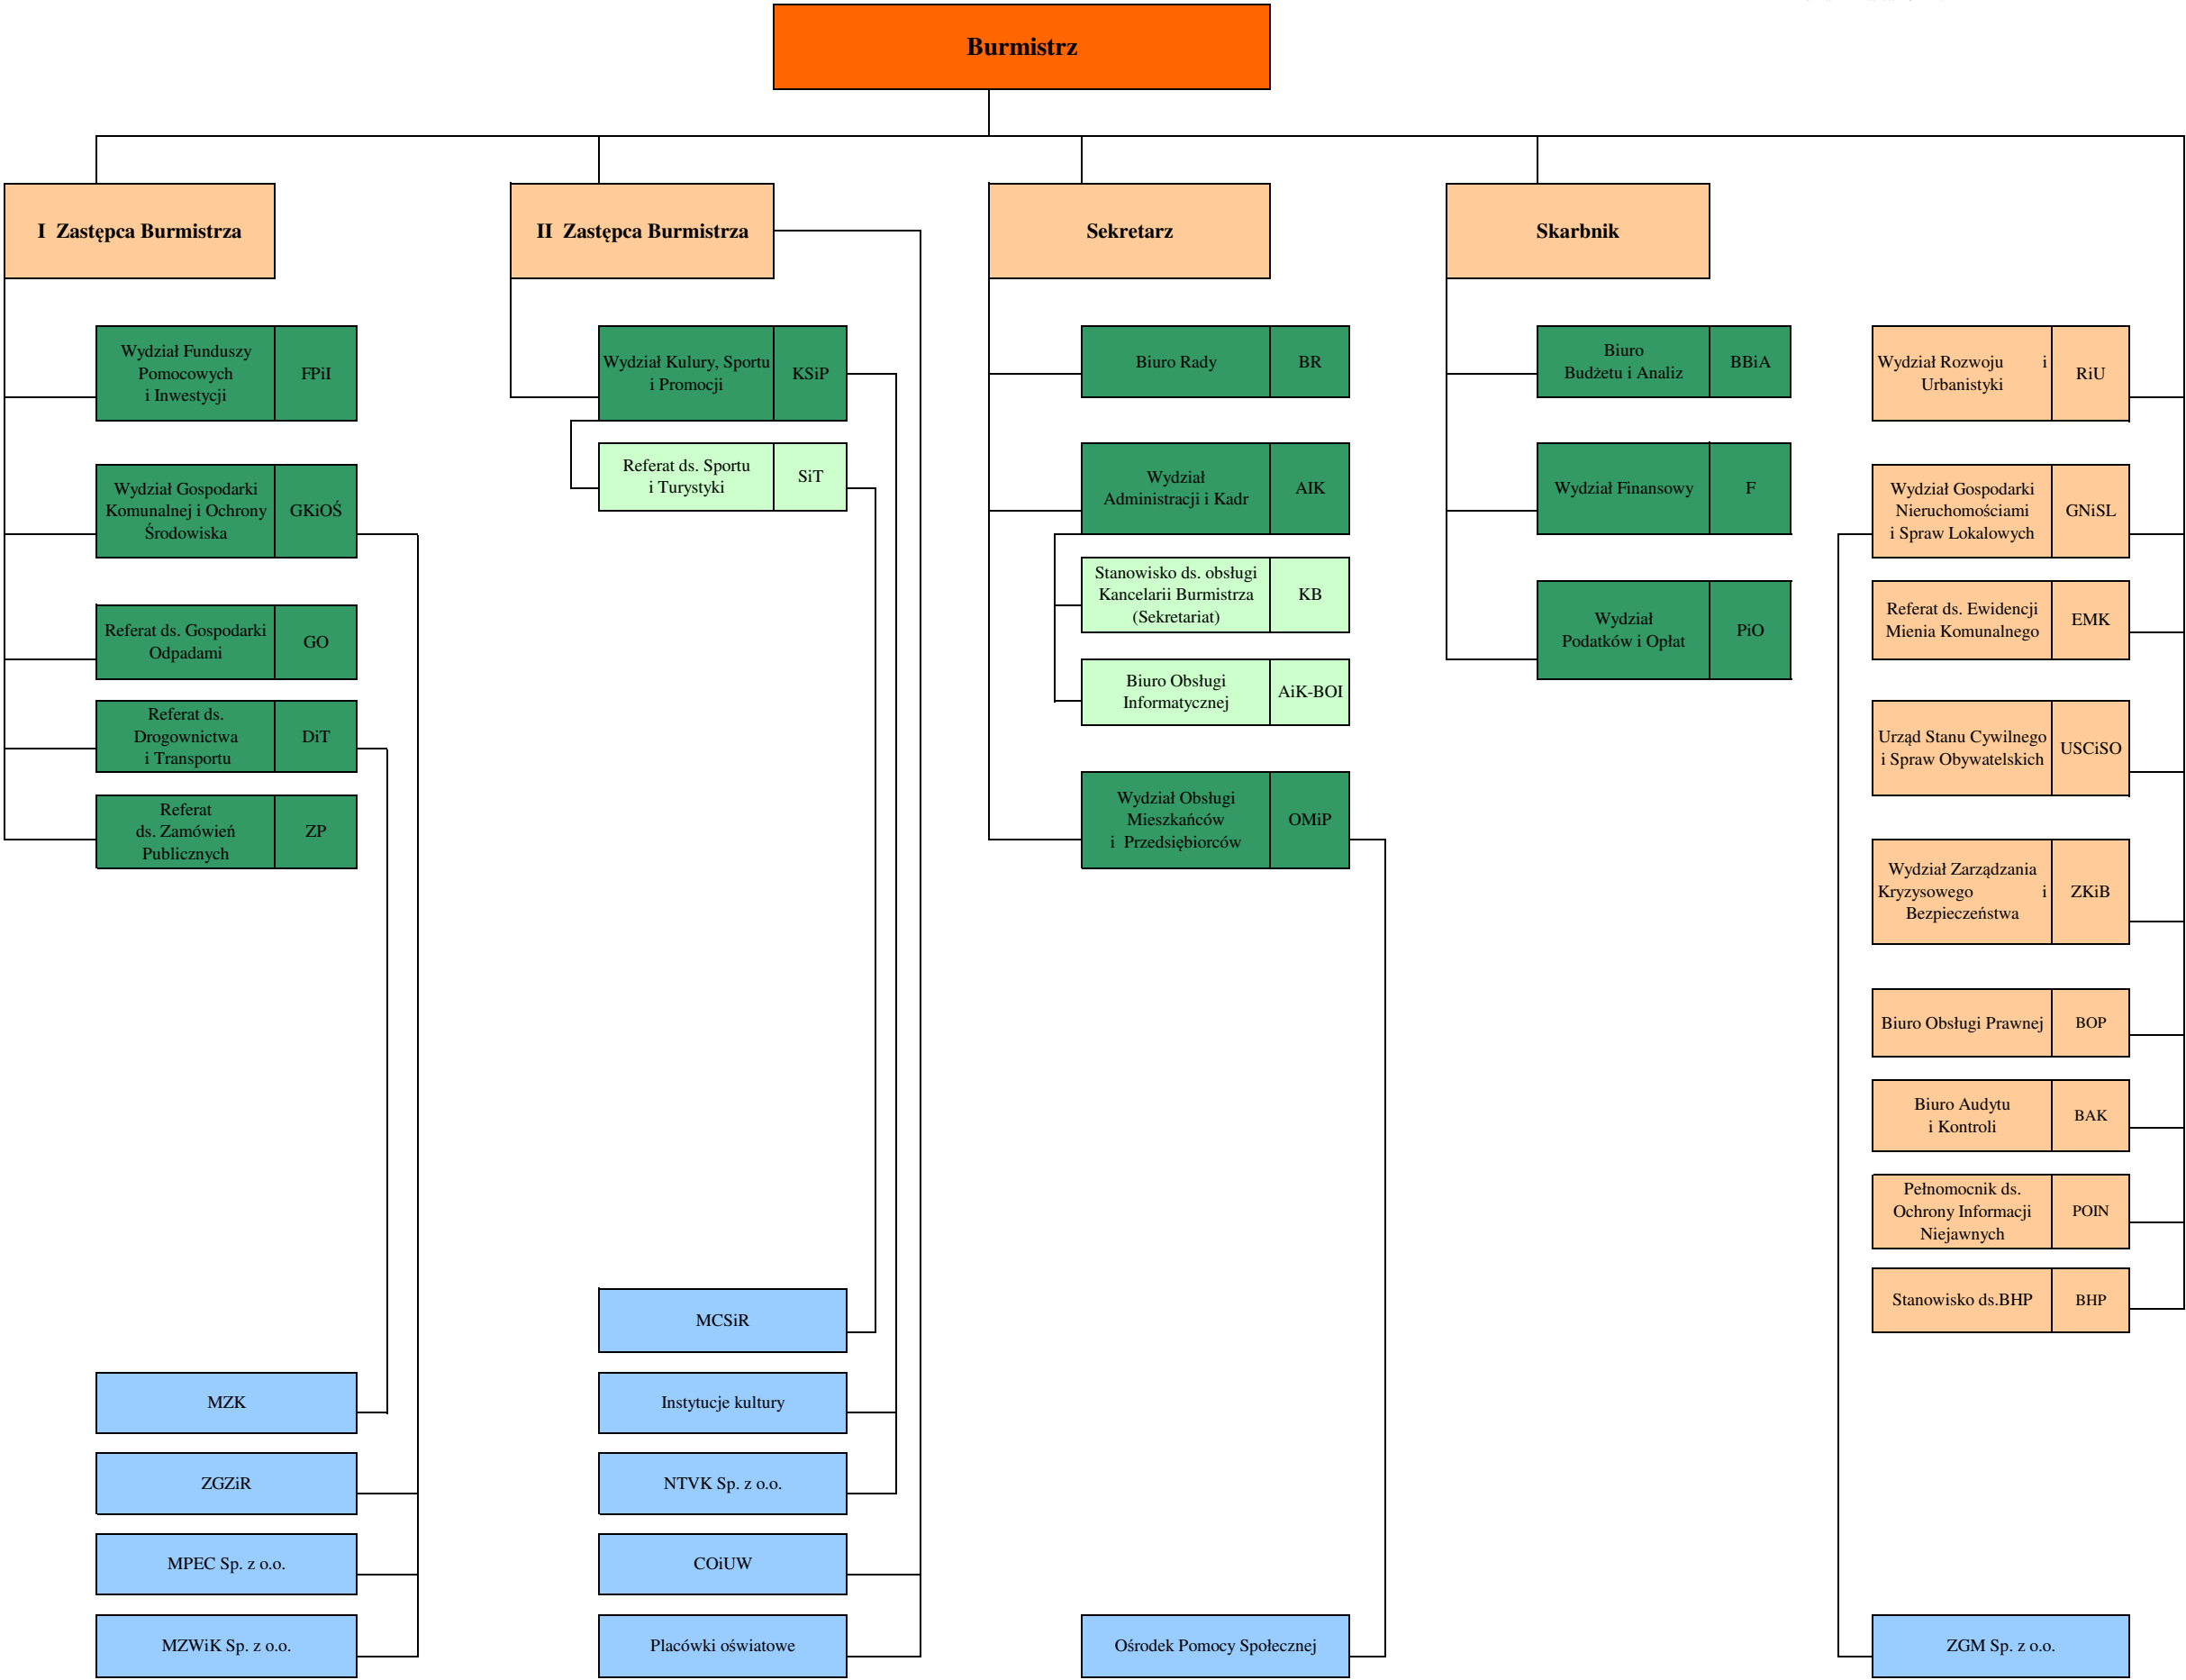 Burmistrz
I Zastępca Burmistrza
II Zastępca Burmistrza
Sekretarz
Skarbnik
Wydział Funduszy
Pomocowych
i Inwestycji
FPiI
Wydział Gospodarki
Komunalnej i Ochrony
Środowiska
GKiOŚ
Referat ds. Gospodarki
Odpadami
GO
Referat ds.
Drogownictwa
i Transportu
DiT
Referat
ds. Zamówień
Publicznych
ZP
MZK
ZGZiR
MPEC Sp. z o.o.
MZWiK Sp. z o.o.
Wydział Kulury, Sportu
i Promocji
KSiP
Referat ds. Sportu
i Turystyki
SiT
MCSiR
Instytucje kultury
NTVK Sp. z o.o.
COiUW
Placówki oświatowe
Biuro Rady
BR
Wydział
Administracji i Kadr
AIK
Stanowisko ds. obsługi
Kancelarii Burmistrza
(Sekretariat)
KB
Biuro Obsługi
Informatycznej
AiK-BOI
Wydział Obsługi
Mieszkańców
i Przedsiębiorców
OMiP
Ośrodek Pomocy Społecznej
Biuro
Budżetu i Analiz
BBiA
Wydział Finansowy
F
Wydział
Podatków i Opłat
PiO
Wydział Rozwoju i
Urbanistyki
RiU
Wydział Gospodarki
Nieruchomościami
i Spraw Lokalowych
GNiSL
Referat ds. Ewidencji
Mienia Komunalnego
EMK
Urząd Stanu Cywilnego
i Spraw Obywatelskich
USCiSO
Wydział Zarządzania
Kryzysowego i
Bezpieczeństwa
ZKiB
Biuro Obsługi Prawnej
BOP
Biuro Audytu
i Kontroli
BAK
Pełnomocnik ds.
Ochrony Informacji
Niejawnych
POIN
Stanowisko ds.BHP
BHP
ZGM Sp. z o.o.